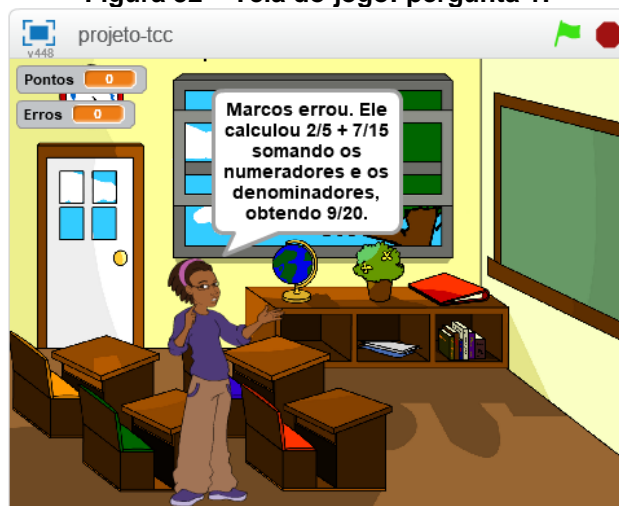 projeto-tcc
v448
Pontos 0
Erros 0
Marcos errou. Ele
calculou 2/5 + 7/15
somando os
numeradores e os
denominadores,
obtendo 9/20.